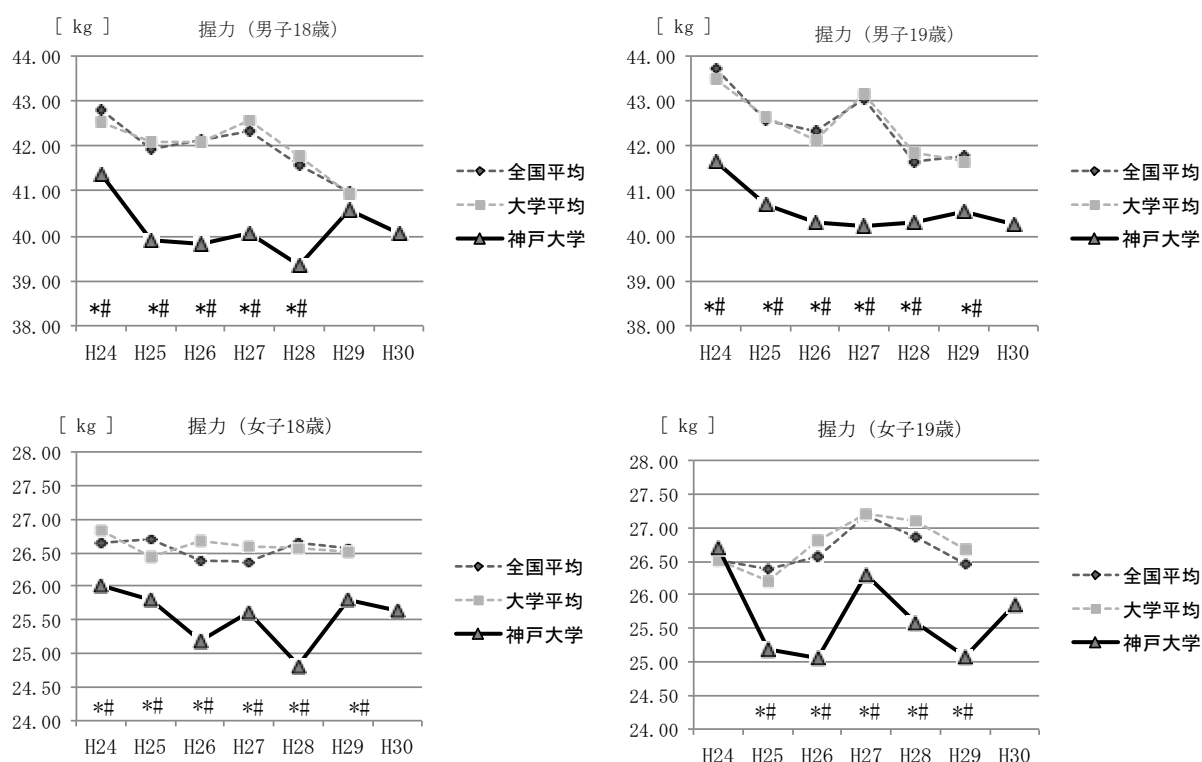 [ kg ]
握力（男子18歳）
44.00
43.00
42.00
41.00
40.00
39.00
38.00
*# *# *# *# *#
H24 H25 H26 H27 H28 H29 H30
全国平均
大学平均
神戸大学
[ kg ]
握力（男子19歳）
44.00
43.00
42.00
41.00
40.00
39.00
38.00
*# *# *# *# *# *#
H24 H25 H26 H27 H28 H29 H30
全国平均
大学平均
神戸大学
[ kg ]
握力（女子18歳）
28.00
27.50
27.00
26.50
26.00
25.50
25.00
24.50
24.00
*# *# *# *# *# *#
H24 H25 H26 H27 H28 H29 H30
全国平均
大学平均
神戸大学
[ kg ]
握力（女子19歳）
28.00
27.50
27.00
26.50
26.00
25.50
25.00
24.50
24.00
*# *# *# *# *#
H24 H25 H26 H27 H28 H29 H30
全国平均
大学平均
神戸大学